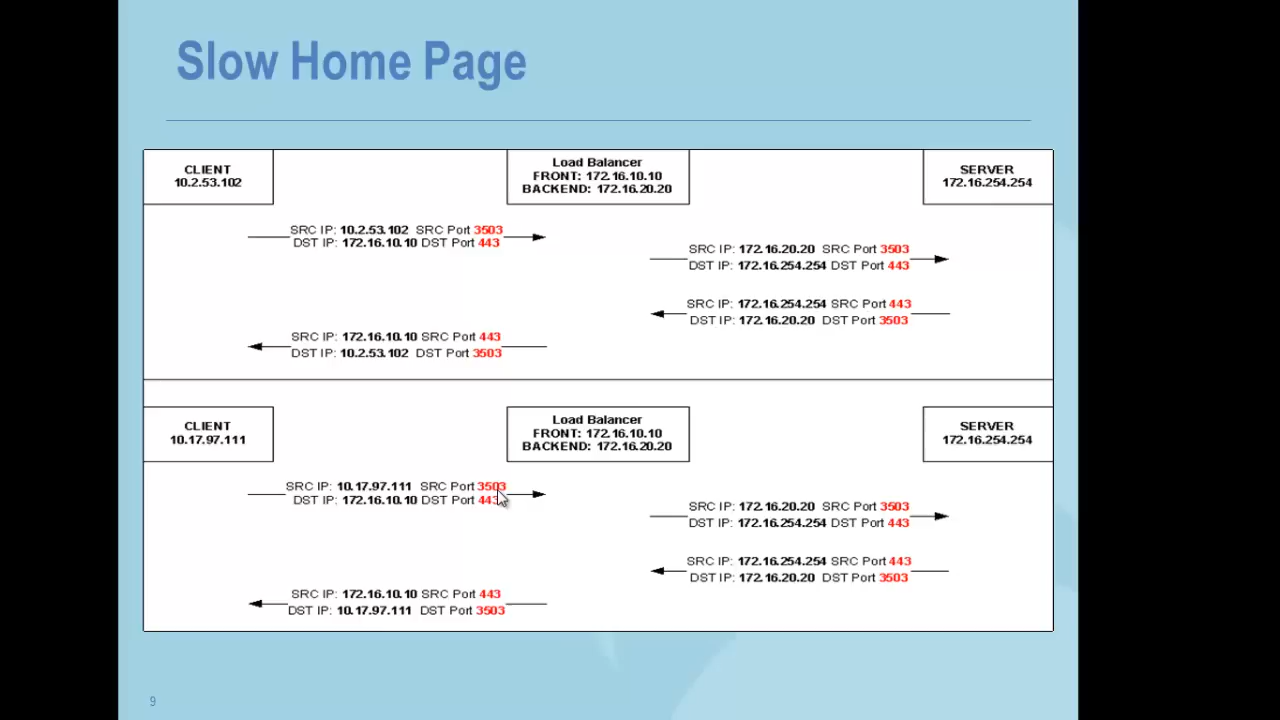 Slow Home Page
CLIENT
10.2.53.102
Load Balancer
FRONT: 172.16.10.10
BACKEND: 172.16.20.20
SERVER
172.16.254.254
SRC IP: 10.2.53.102 SRC Port 3503
DST IP: 172.16.10.10 DST Port 443
SRC IP: 172.16.20.20 SRC Port 3503
DST IP: 172.16.254.254 DST Port 443
SRC IP: 172.16.254.254 SRC Port 443
DST IP: 172.16.20.20 DST Port 3503
SRC IP: 172.16.10.10 SRC Port 443
DST IP: 10.2.53.102 DST Port 3503
CLIENT
10.17.97.111
Load Balancer
FRONT: 172.16.10.10
BACKEND: 172.16.20.20
SERVER
172.16.254.254
SRC IP: 10.17.97.111 SRC Port 3503
DST IP: 172.16.10.10 DST Port 443
SRC IP: 172.16.20.20 SRC Port 3503
DST IP: 172.16.254.254 DST Port 443
SRC IP: 172.16.254.254 SRC Port 443
DST IP: 172.16.20.20 DST Port 3503
SRC IP: 172.16.10.10 SRC Port 443
DST IP: 10.17.97.111 DST Port 3503
9